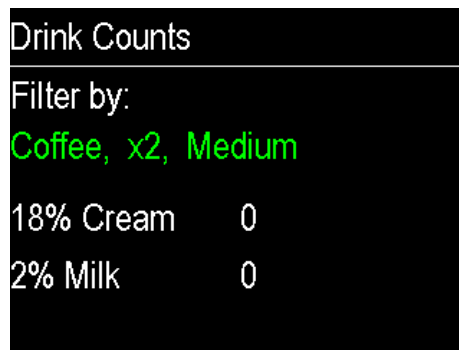 Drink Counts
Filter by:
Coffee, x2, Medium
18% Cream 0
2% Milk 0